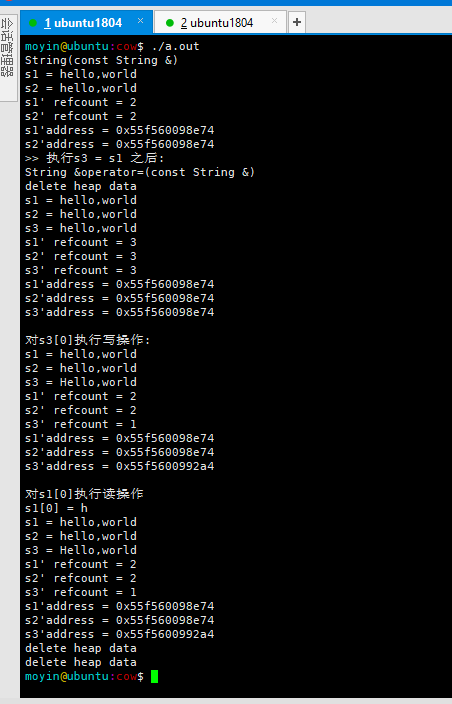 1 ubuntu1804 × 2 ubuntu1804 × +
会话管理器
moyin@ubuntu:cow$ ./a.out
String(const String &)
s1 = hello,world
s2 = hello,world
s1' refcount = 2
s2' refcount = 2
s1'address = 0x55f560098e74
s2'address = 0x55f560098e74
>> 执行s3 = s1 之后:
String &operator=(const String &)
delete heap data
s1 = hello,world
s2 = hello,world
s3 = hello,world
s1' refcount = 3
s2' refcount = 3
s3' refcount = 3
s1'address = 0x55f560098e74
s2'address = 0x55f560098e74
s3'address = 0x55f560098e74
对s3[0]执行写操作:
s1 = hello,world
s2 = hello,world
s3 = Hello,world
s1' refcount = 2
s2' refcount = 2
s3' refcount = 1
s1'address = 0x55f560098e74
s2'address = 0x55f560098e74
s3'address = 0x55f5600992a4
对s1[0]执行读操作
s1[0] = h
s1 = hello,world
s2 = hello,world
s3 = Hello,world
s1' refcount = 2
s2' refcount = 2
s3' refcount = 1
s1'address = 0x55f560098e74
s2'address = 0x55f560098e74
s3'address = 0x55f5600992a4
delete heap data
delete heap data
moyin@ubuntu:cow$